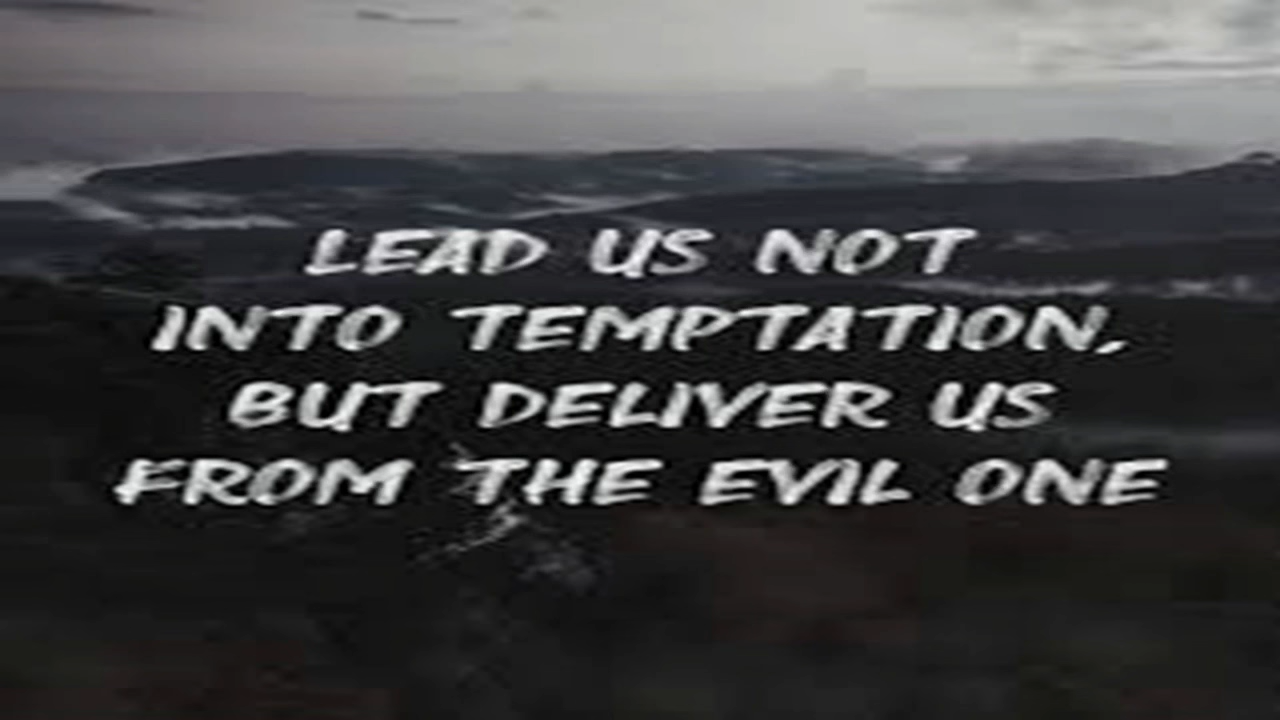 LEAD US NOT
INTO TEMPTATION,
BUT DELIVER US
FROM THE EVIL ONE